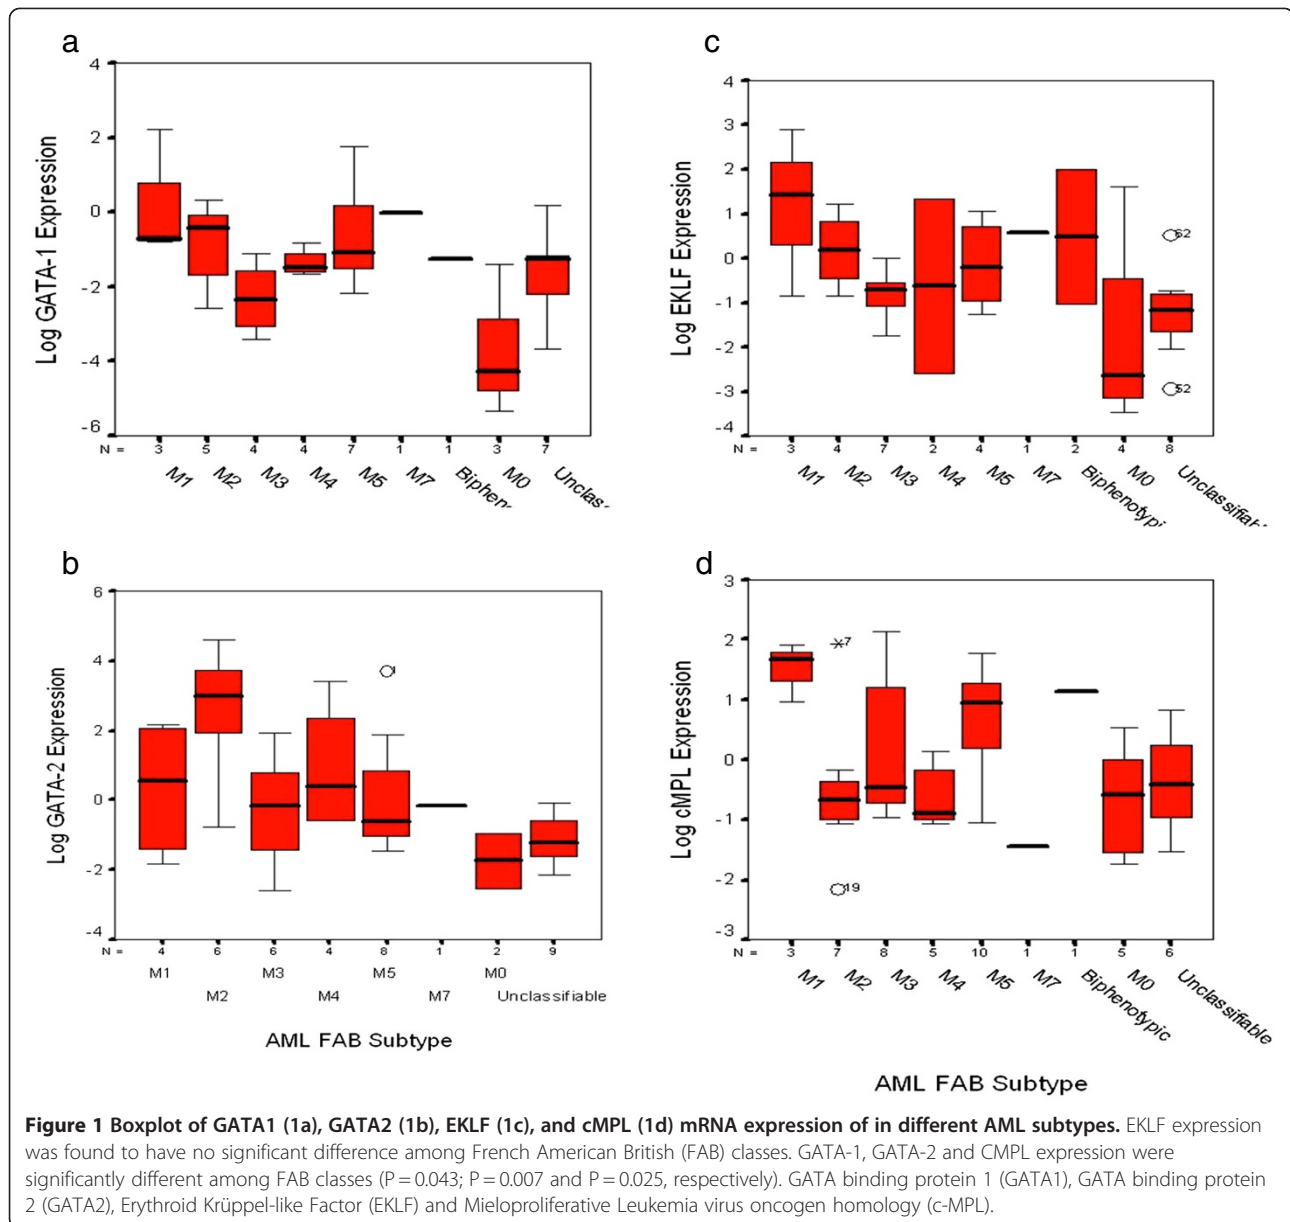 a
4
2
0
-2
-4
-6
Log GATA-1 Expression
N = 3 5 4 4 7 1 1 3 7
M1 M2 M3 M4 M5 M7 Biphen M0 Unclas
c
4
3
2
1
0
-1
-2
-3
-4
Log EKLF Expression
62
52
N = 3 4 7 2 4 1 2 4 8
M1 M2 M3 M4 M5 M7 Biphenotypi M0 Unclassifiable
b
6
4
2
0
-2
-4
Log GATA-2 Expression
N = 4 6 6 4 8 1 2 9
M1 M3 M5 M0
M2 M4 M7 Unclassifiable
AML FAB Subtype
d
3
2
1
0
-1
-2
-3
Log cMPL Expression
7
19
N = 3 7 8 5 10 1 1 5 6
M1 M2 M3 M4 M5 M7 Biphenotypic M0 Unclassifiable
AML FAB Subtype
Figure 1 Boxplot of GATA1 (1a), GATA2 (1b), EKLF (1c), and cMPL (1d) mRNA expression of in different AML subtypes. EKLF expression
was found to have no significant difference among French American British (FAB) classes. GATA-1, GATA-2 and CMPL expression were
significantly different among FAB classes (P = 0.043; P = 0.007 and P = 0.025, respectively). GATA binding protein 1 (GATA1), GATA binding protein
2 (GATA2), Erythroid Krüppel-like Factor (EKLF) and Mieloproliferative Leukemia virus oncogen homology (c-MPL).